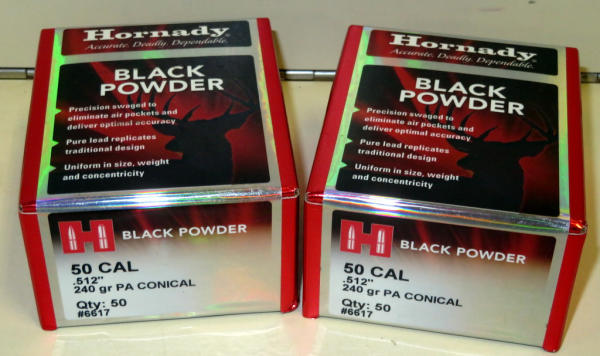 Hornady
Accurate. Deadly. Dependable.
BLACK
POWDER
Precision swaged to
eliminate air pockets and
deliver optimal accuracy
Pure lead replicates
traditional design
Uniform in size, weight
and concentricity
H BLACK POWDER
50 CAL
.512"
240 gr PA CONICAL
Qty: 50
#6617
Hornady
Accurate. Deadly. Dependable.
BLACK
POWDER
Precision swaged to
eliminate air pockets and
deliver optimal accuracy
Pure lead replicates
traditional design
Uniform in size, weight
and concentricity
H BLACK POWDER
50 CAL
.512"
240 gr PA CONICAL
Qty: 50
#6617